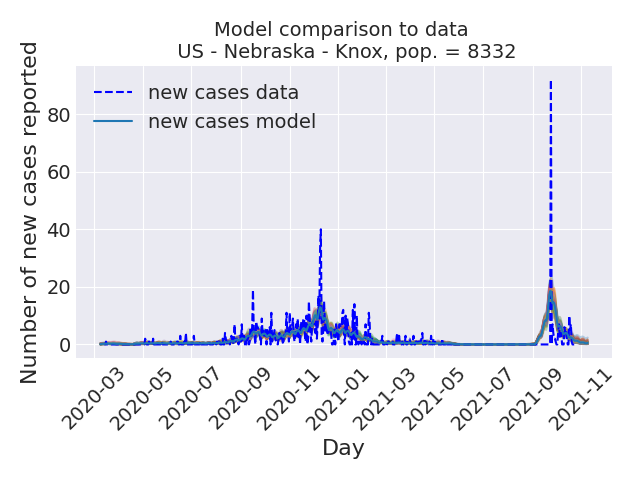 Model comparison to data
US - Nebraska - Knox, pop. = 8332
Number of new cases reported
new cases data
new cases model
80
60
40
20
0
2020-03
2020-05
2020-07
2020-09
2020-11
2021-01
2021-03
2021-05
2021-07
2021-09
2021-11
Day